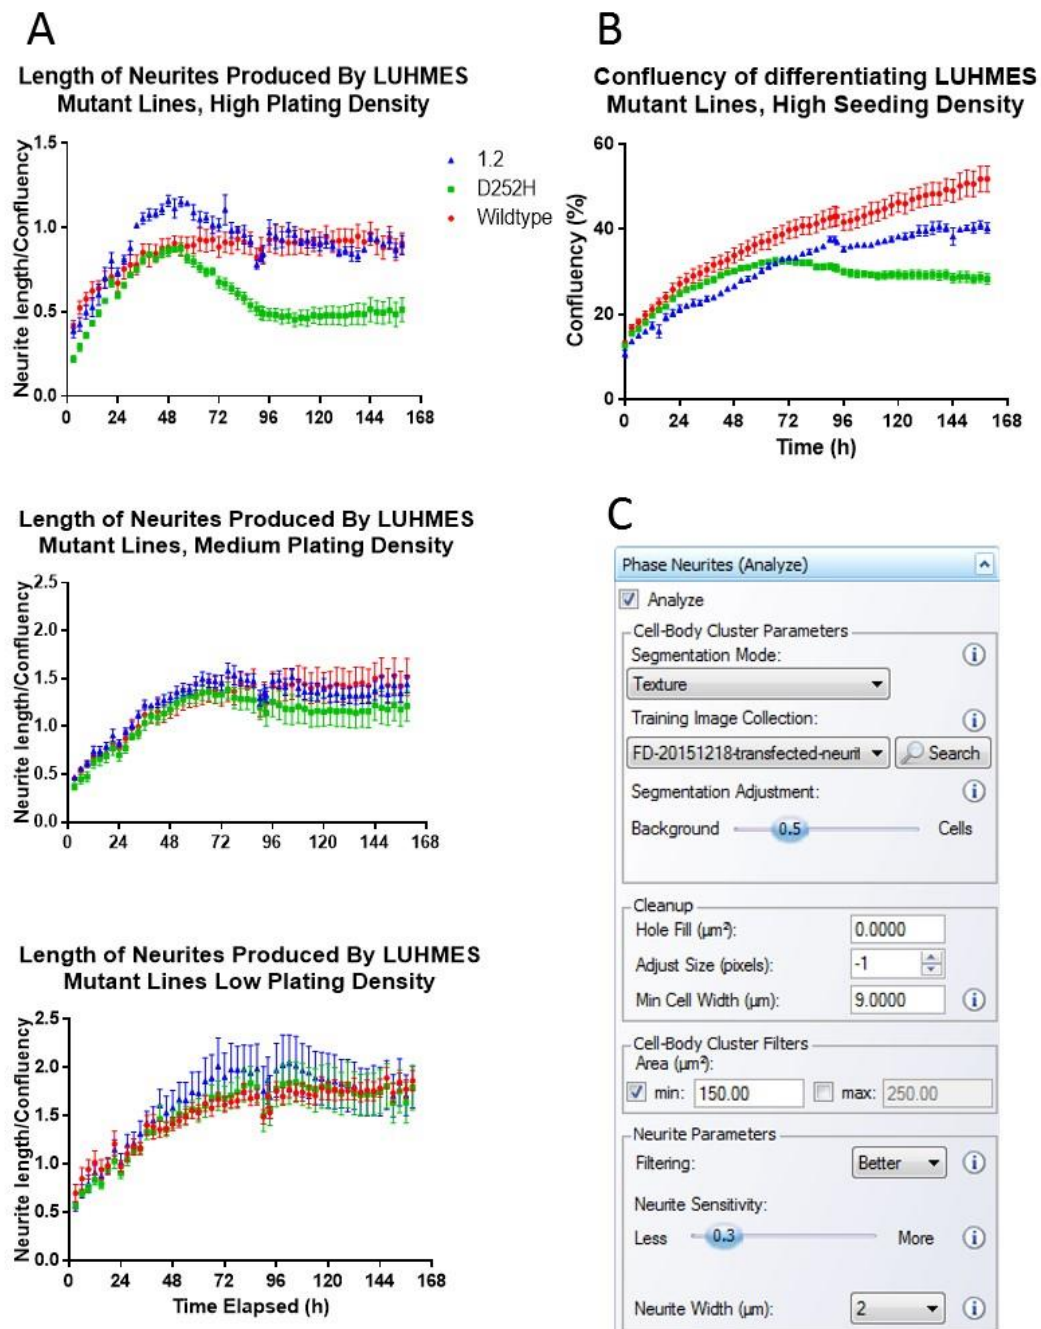 A
Length of Neurites Produced By LUHMES
Mutant Lines, High Plating Density
Neurite length/Confluency
1.5
1.0
0.5
0.0
0 24 48 72 96 120 144 168
1.2
D252H
Wildtype
B
Confluency of differentiating LUHMES
Mutant Lines, High Seeding Density
Confluency (%)
60
40
20
0
0 24 48 72 96 120 144 168
Time (h)
Length of Neurites Produced By LUHMES
Mutant Lines, Medium Plating Density
Neurite length/Confluency
2.5
2.0
1.5
1.0
0.5
0.0
0 24 48 72 96 120 144 168
Length of Neurites Produced By LUHMES
Mutant Lines Low Plating Density
Neurite length/Confluency
2.5
2.0
1.5
1.0
0.5
0.0
0 24 48 72 96 120 144 168
Time Elapsed (h)
C
Phase Neurites (Analyze)
Analyze
Cell-Body Cluster Parameters
Segmentation Mode:
Texture
Training Image Collection:
FD-20151218-transfected-neurit Search
Segmentation Adjustment:
Background 0.5 Cells
Cleanup
Hole Fill (µm²): 0.0000
Adjust Size (pixels): -1
Min Cell Width (µm): 9.0000
Cell-Body Cluster Filters
Area (µm²):
min: 150.00 max: 250.00
Neurite Parameters
Filtering: Better
Neurite Sensitivity:
Less 0.3 More
Neurite Width (µm): 2